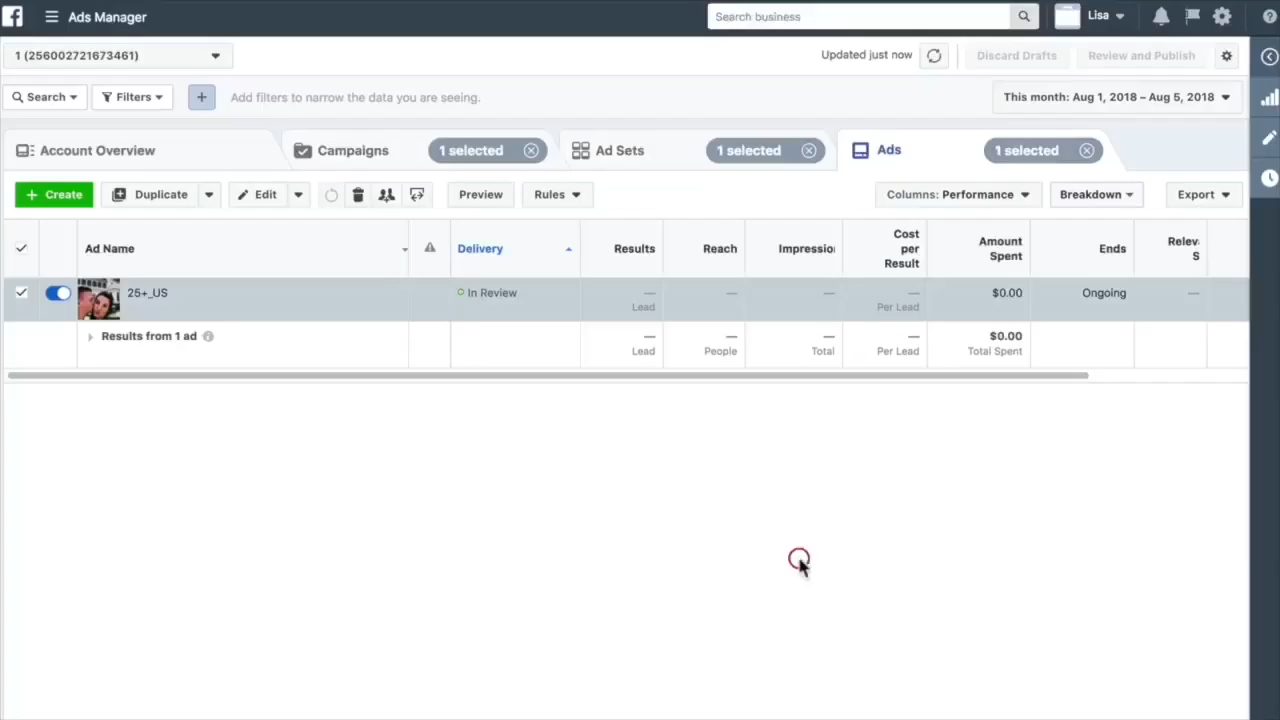 Ads Manager
Search business
Lisa
1 (256002721673461)
Updated just now
Discard Drafts
Review and Publish
Search
Filters
Add filters to narrow the data you are seeing.
This month: Aug 1, 2018 – Aug 5, 2018
Account Overview
Campaigns
1 selected
Ad Sets
1 selected
Ads
1 selected
+ Create
Duplicate
Edit
Preview
Rules
Columns: Performance
Breakdown
Export
Ad Name
Delivery
Results
Reach
Impressio
Cost
per
Result
Amount
Spent
Ends
Relev
S
25+_US
In Review
—
Lead
—
—
—
Per Lead
$0.00
Ongoing
—
Results from 1 ad
—
Lead
—
People
—
Total
—
Per Lead
$0.00
Total Spent